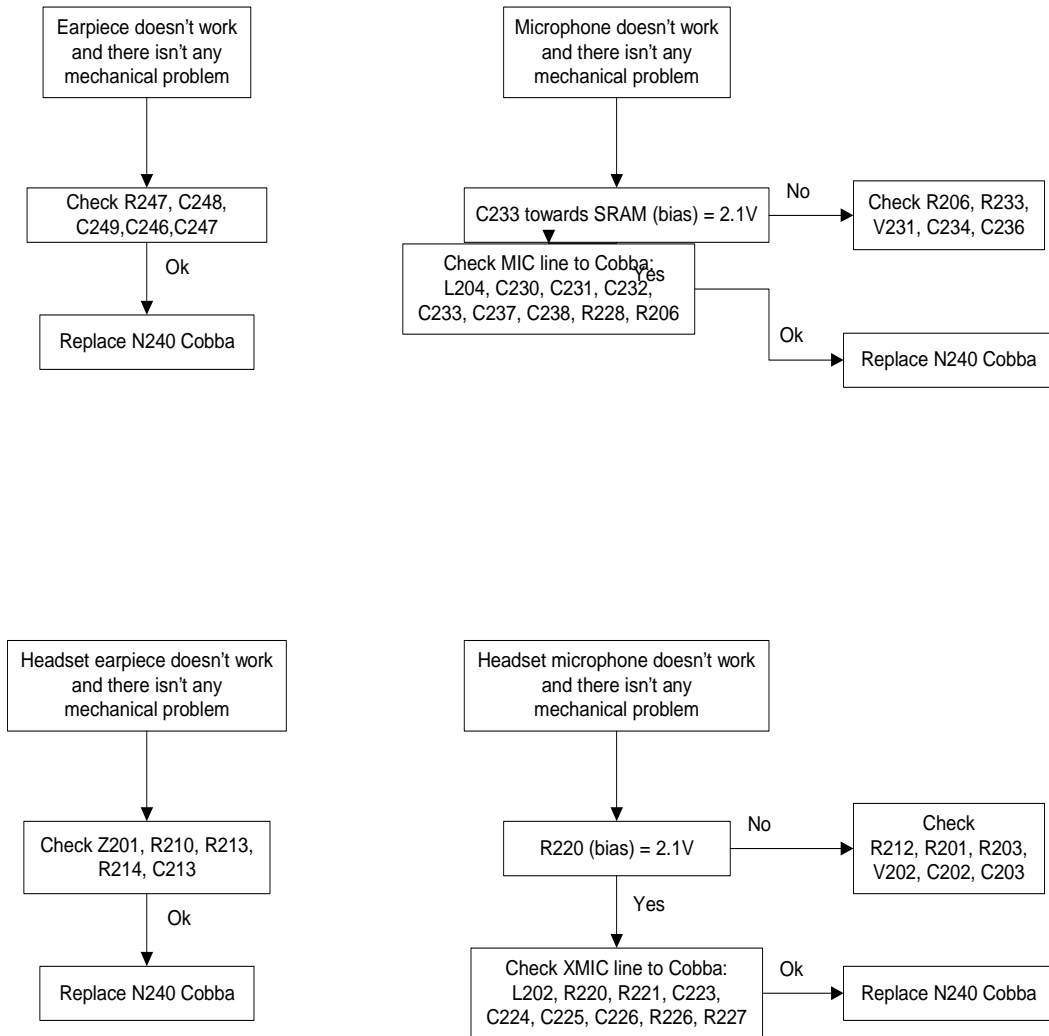 Earpiece doesn’t work
and there isn’t any
mechanical problem
Check R247, C248,
C249,C246,C247
Ok
Replace N240 Cobba
Microphone doesn’t work
and there isn’t any
mechanical problem
C233 towards SRAM (bias) = 2.1V
No
Check R206, R233,
V231, C234, C236
Yes
Check MIC line to Cobba:
L204, C230, C231, C232,
C233, C237, C238, R228, R206
Ok
Replace N240 Cobba
Headset earpiece doesn’t work
and there isn’t any
mechanical problem
Check Z201, R210, R213,
R214, C213
Ok
Replace N240 Cobba
Headset microphone doesn’t work
and there isn’t any
mechanical problem
R220 (bias) = 2.1V
No
Check
R212, R201, R203,
V202, C202, C203
Yes
Check XMIC line to Cobba:
L202, R220, R221, C223,
C224, C225, C226, R226, R227
Ok
Replace N240 Cobba